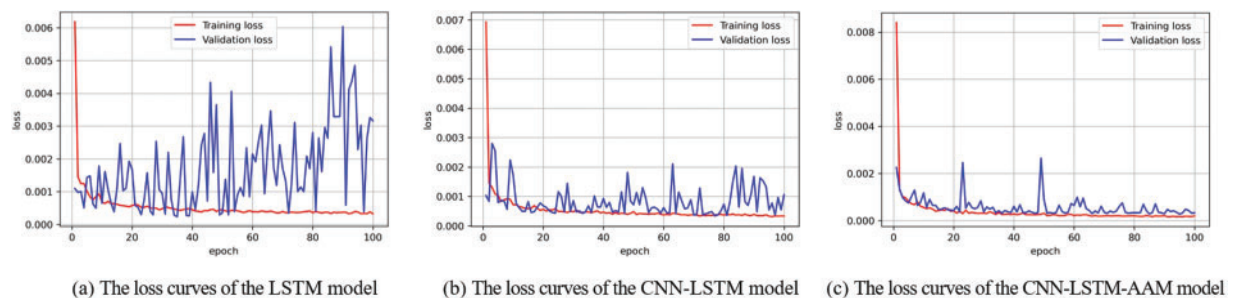 0.006
0.005
0.004
0.003
0.002
0.001
0.000
loss
Training loss
Validation loss
0 20 40 60 80 100
epoch
(a) The loss curves of the LSTM model
0.007
0.006
0.005
0.004
0.003
0.002
0.001
0.000
loss
Training loss
Validation loss
0 20 40 60 80 100
epoch
(b) The loss curves of the CNN-LSTM model
0.008
0.006
0.004
0.002
0.000
loss
Training loss
Validation loss
0 20 40 60 80 100
epoch
(c) The loss curves of the CNN-LSTM-AAM model